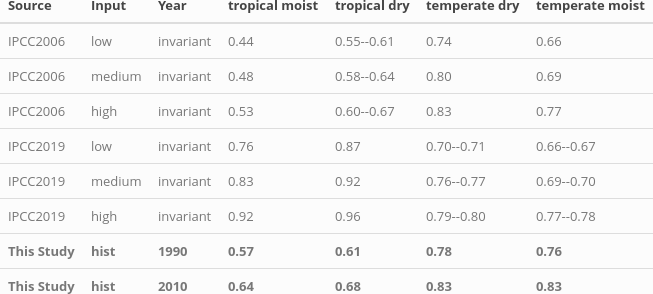 Source Input Year tropical moist tropical dry temperate dry temperate moist
IPCC2006 low invariant 0.44 0.55--0.61 0.74 0.66
IPCC2006 medium invariant 0.48 0.58--0.64 0.80 0.69
IPCC2006 high invariant 0.53 0.60--0.67 0.83 0.77
IPCC2019 low invariant 0.76 0.87 0.70--0.71 0.66--0.67
IPCC2019 medium invariant 0.83 0.92 0.76--0.77 0.69--0.70
IPCC2019 high invariant 0.92 0.96 0.79--0.80 0.77--0.78
This Study hist 1990 0.57 0.61 0.78 0.76
This Study hist 2010 0.64 0.68 0.83 0.83